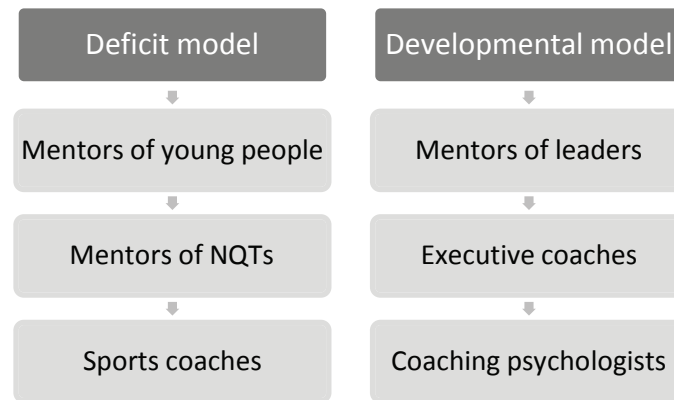 Deficit model
Mentors of young people
Mentors of NQTs
Sports coaches
Developmental model
Mentors of leaders
Executive coaches
Coaching psychologists